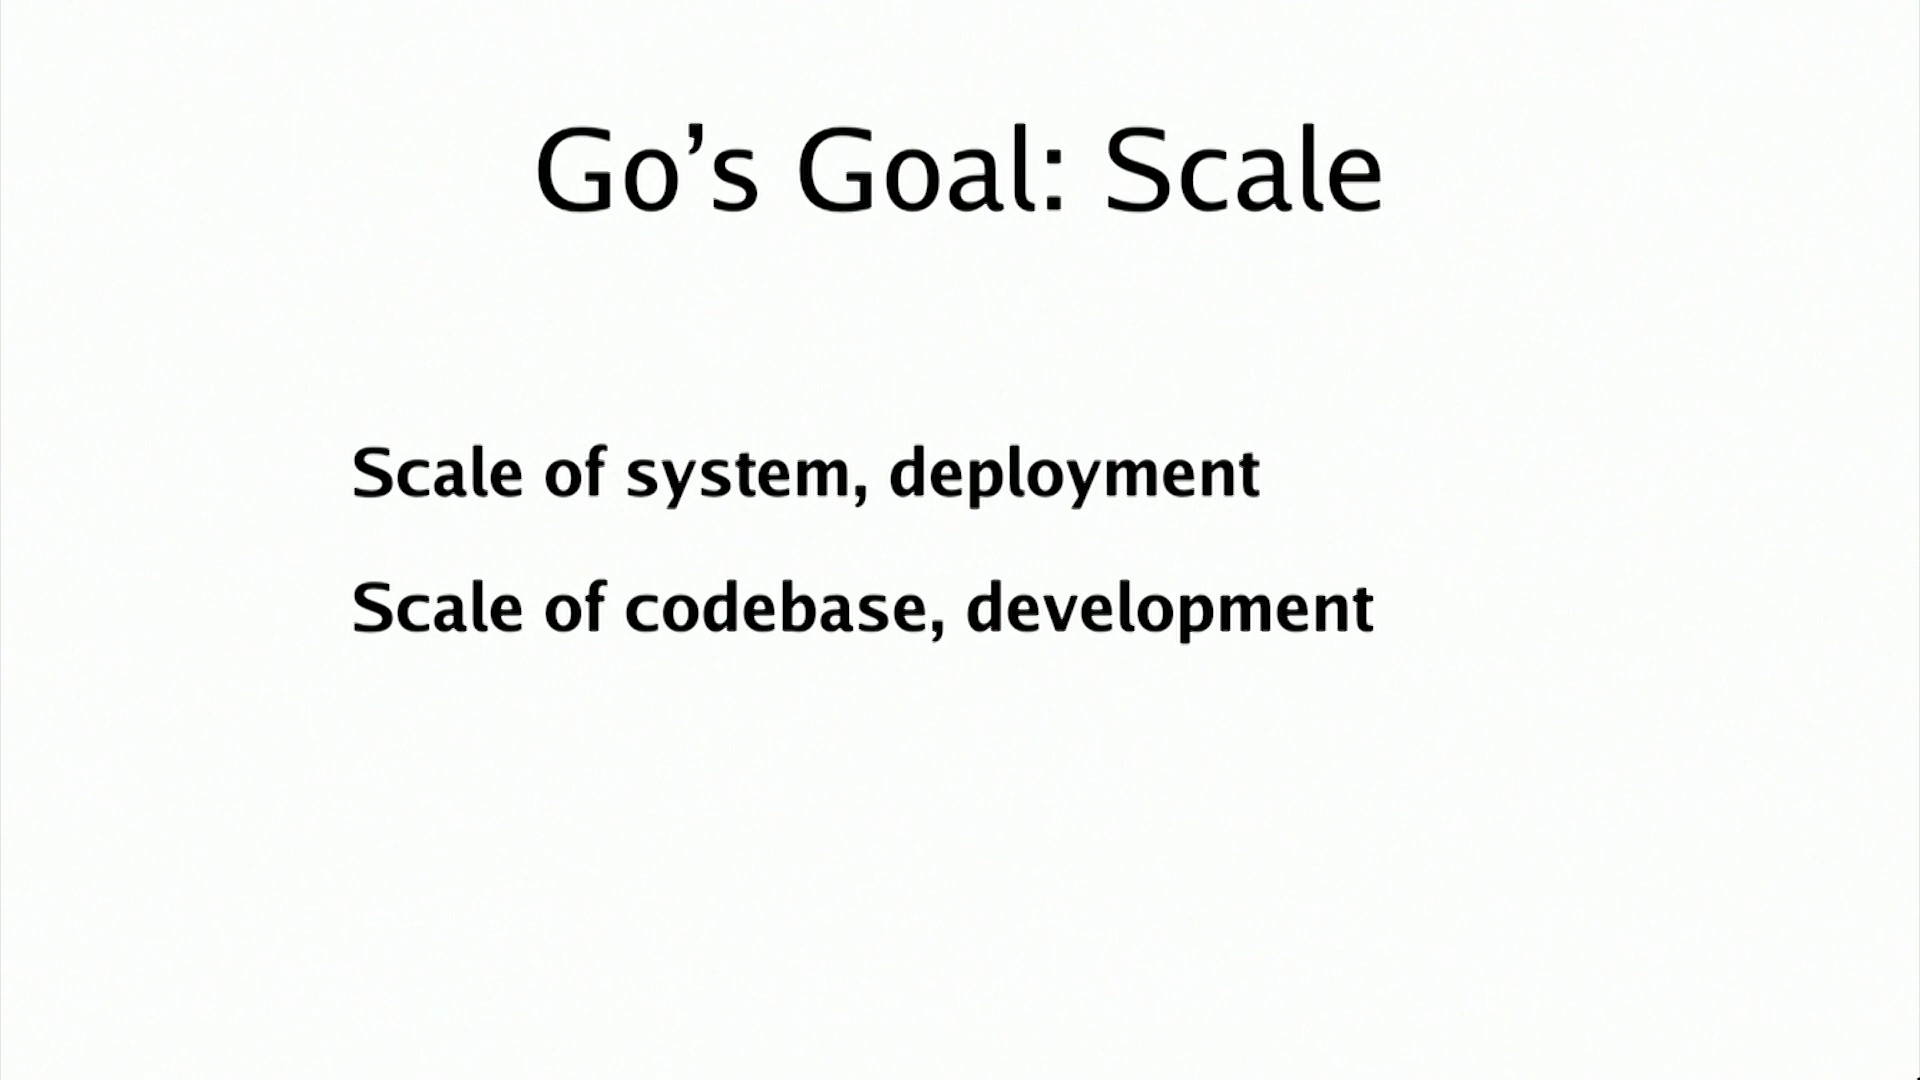 Go’s Goal: Scale
Scale of system, deployment
Scale of codebase, development